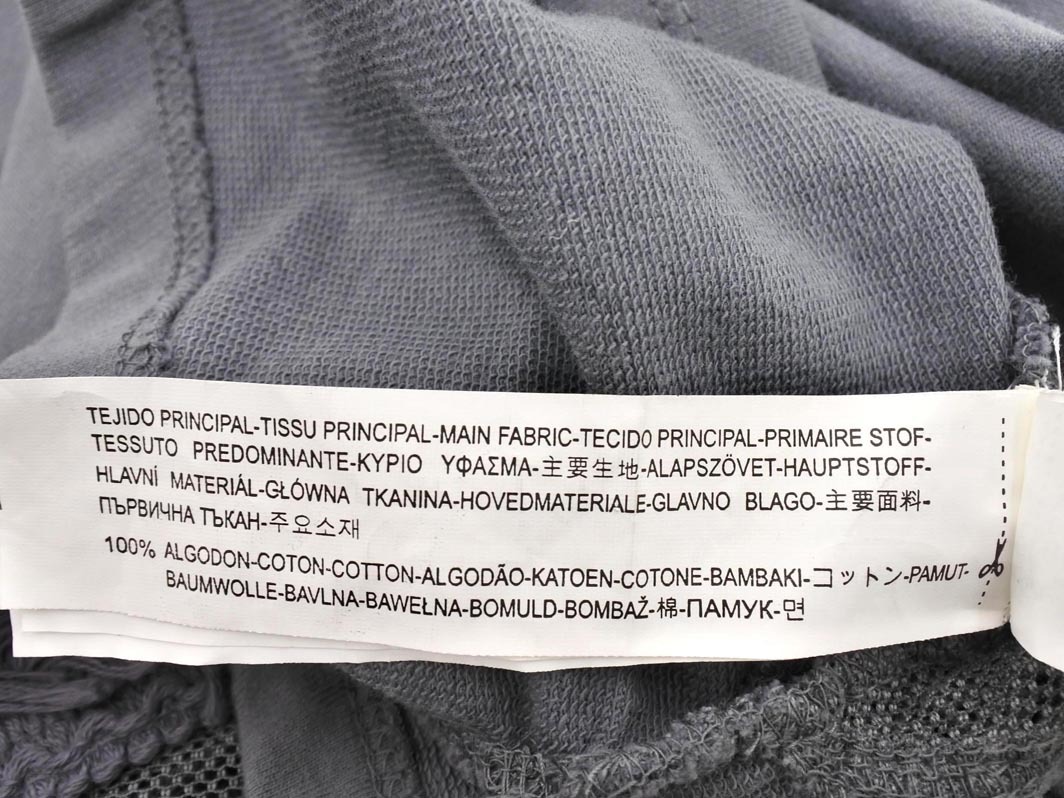 TEJIDO PRINCIPAL-TISSU PRINCIPAL-MAIN FABRIC-TECIDO PRINCIPAL-PRIMAIRE STOF-
TESSUTO PREDOMINANTE-ΚΥΡΙΟ ΥΦΑΣΜΑ-主要生地-ALAPSZÖVET-HAUPTSTOFF-
HLAVNÍ MATERIÁL-GŁÓWNA TKANINA-HOVEDMATERIALE-GLAVNO BLAGO-主要面料-
ПЪРВИЧНА ТЪКАН-주요소재
100% ALGODON-COTON-COTTON-ALGODÃO-KATOEN-COTONE-BAMBAKI-コットン-PAMUT-
BAUMWOLLE-BAVLNA-BAWEŁNA-BOMULD-BOMBAŽ-棉-ПАМУК-면